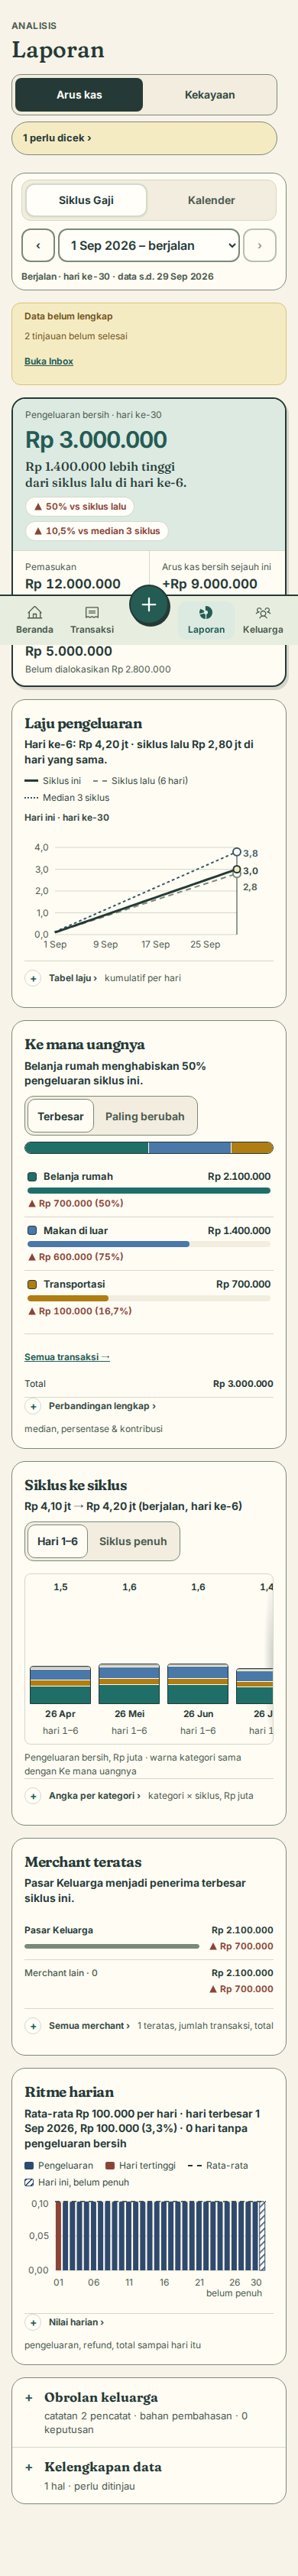 ANALISIS
Laporan
Arus kas
Kekayaan
1 perlu dicek ›
Siklus Gaji
Kalender
‹
1 Sep 2026 – berjalan
›
Berjalan · hari ke-30 · data s.d. 29 Sep 2026
Data belum lengkap
2 tinjauan belum selesai
Buka Inbox
Pengeluaran bersih · hari ke-30
Rp 3.000.000
Rp 1.400.000 lebih tinggi
dari siklus lalu di hari ke-6.
▲ 50% vs siklus lalu
▲ 10,5% vs median 3 siklus
Pemasukan
Rp 12.000.000
Arus kas bersih sejauh ini
+Rp 9.000.000
Beranda
Transaksi
+
Laporan
Keluarga
Rp 5.000.000
Belum dialokasikan Rp 2.800.000
Laju pengeluaran
Hari ke-6: Rp 4,20 jt · siklus lalu Rp 2,80 jt di
hari yang sama.
Siklus ini
Siklus lalu (6 hari)
Median 3 siklus
Hari ini · hari ke-30
4,0
3,0
2,0
1,0
0,0
3,8
3,0
2,8
1 Sep
9 Sep
17 Sep
25 Sep
+ Tabel laju › kumulatif per hari
Ke mana uangnya
Belanja rumah menghabiskan 50%
pengeluaran siklus ini.
Terbesar
Paling berubah
Belanja rumah Rp 2.100.000
▲ Rp 700.000 (50%)
Makan di luar Rp 1.400.000
▲ Rp 600.000 (75%)
Transportasi Rp 700.000
▲ Rp 100.000 (16,7%)
Semua transaksi →
Total Rp 3.000.000
+ Perbandingan lengkap ›
median, persentase & kontribusi
Siklus ke siklus
Rp 4,10 jt → Rp 4,20 jt (berjalan, hari ke-6)
Hari 1–6
Siklus penuh
1,5
1,6
1,6
1,4
26 Apr
26 Mei
26 Jun
26 J
hari 1–6
hari 1–6
hari 1–6
hari 1
Pengeluaran bersih, Rp juta · warna kategori sama
dengan Ke mana uangnya
+ Angka per kategori › kategori × siklus, Rp juta
Merchant teratas
Pasar Keluarga menjadi penerima terbesar
siklus ini.
Pasar Keluarga Rp 2.100.000
▲ Rp 700.000
Merchant lain · 0 Rp 2.100.000
▲ Rp 700.000
+ Semua merchant › 1 teratas, jumlah transaksi, total
Ritme harian
Rata-rata Rp 100.000 per hari · hari terbesar 1
Sep 2026, Rp 100.000 (3,3%) · 0 hari tanpa
pengeluaran bersih
Pengeluaran
Hari tertinggi
Rata-rata
Hari ini, belum penuh
0,10
0,05
0,00
01
06
11
16
21
26
30
belum penuh
+ Nilai harian ›
pengeluaran, refund, total sampai hari itu
+ Obrolan keluarga
catatan 2 pencatat · bahan pembahasan · 0
keputusan
+ Kelengkapan data
1 hal · perlu ditinjau